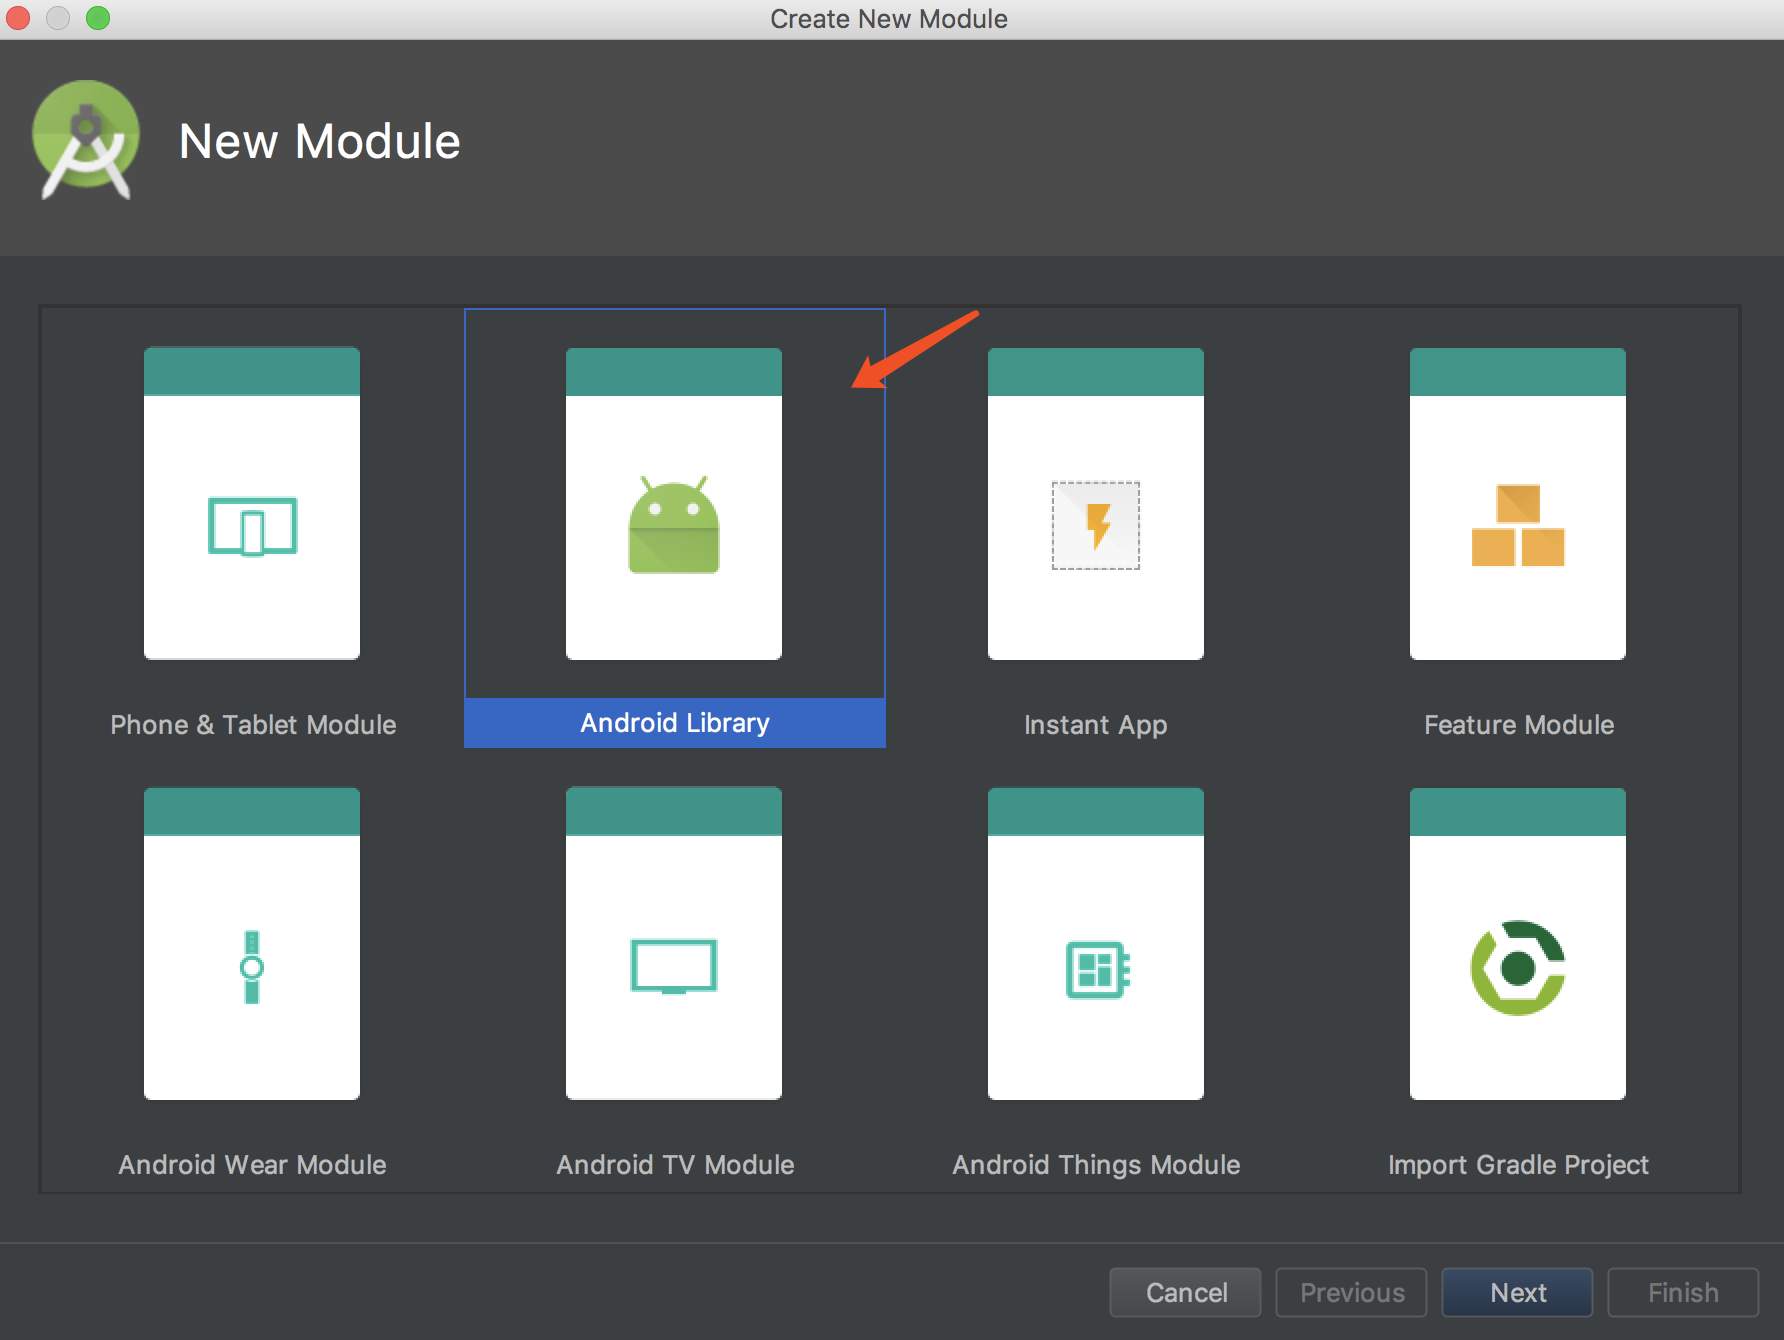 Create New Module
New Module
Phone & Tablet Module
Android Library
Instant App
Feature Module
Android Wear Module
Android TV Module
Android Things Module
Import Gradle Project
Cancel
Previous
Next
Finish